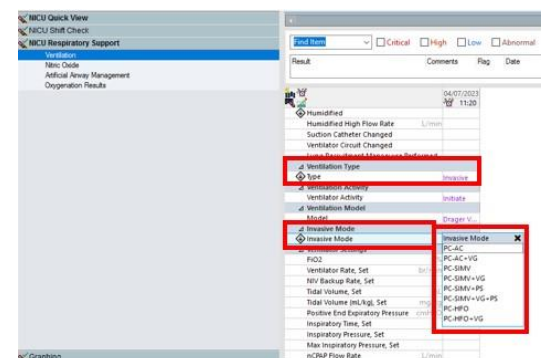 NICU Quick View
NICU Shift Check
NICU Respiratory Support
Ventilation
Nitric Oxide
Artificial Airway Management
Oxygenation Results
Graphing
Find Item
Critical
High
Low
Abnormal
Result
Comments
Flag
Date
04/07/2023
11:20
Humidified
Humidified High Flow Rate L/min
Suction Catheter Changed
Ventilator Circuit Changed
Ventilation Type
Type Invasive
Ventilation Activity
Ventilator Activity Initiate
Ventilation Model
Model Drager V...
Invasive Mode
Invasive Mode
Ventilator Settings
FiO2
Ventilator Rate, Set
NIV Backup Rate, Set
Tidal Volume, Set
Tidal Volume (mL/kg), Set
Positive End Expiratory Pressure
Inspiratory Time, Set
Inspiratory Pressure, Set
Max Inspiratory Pressure, Set
nCPAP Flow Rate L/min
Invasive Mode X
PC-AC
PC-AC+VG
PC-SIMV
PC-SIMV+VG
PC-SIMV+PS
PC-SIMV+VG+PS
PC-HFO
PC-HFO+VG